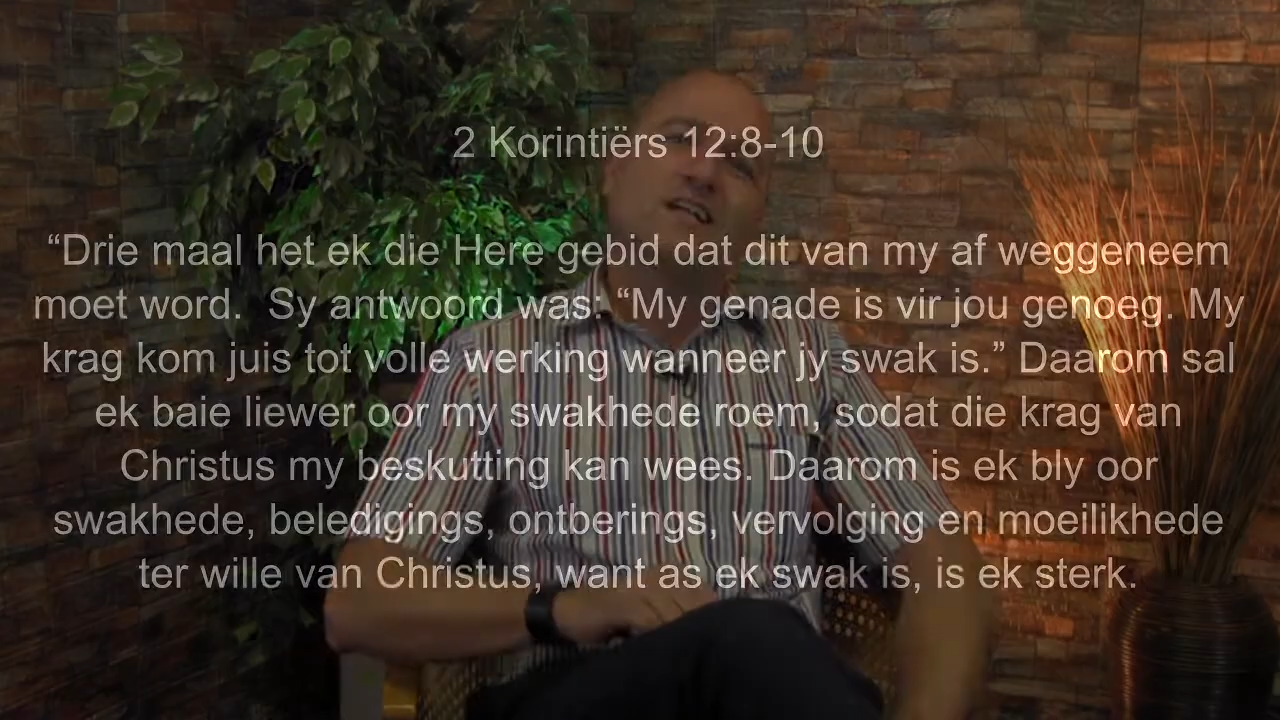 2 Korintiërs 12:8-10
“Drie maal het ek die Here gebid dat dit van my af weggeneem
moet word.  Sy antwoord was: “My genade is vir jou genoeg. My
krag kom juis tot volle werking wanneer jy swak is.” Daarom sal
ek baie liewer oor my swakhede roem, sodat die krag van
Christus my beskutting kan wees. Daarom is ek bly oor
swakhede, beledigings, ontberings, vervolging en moeilikhede
ter wille van Christus, want as ek swak is, is ek sterk.